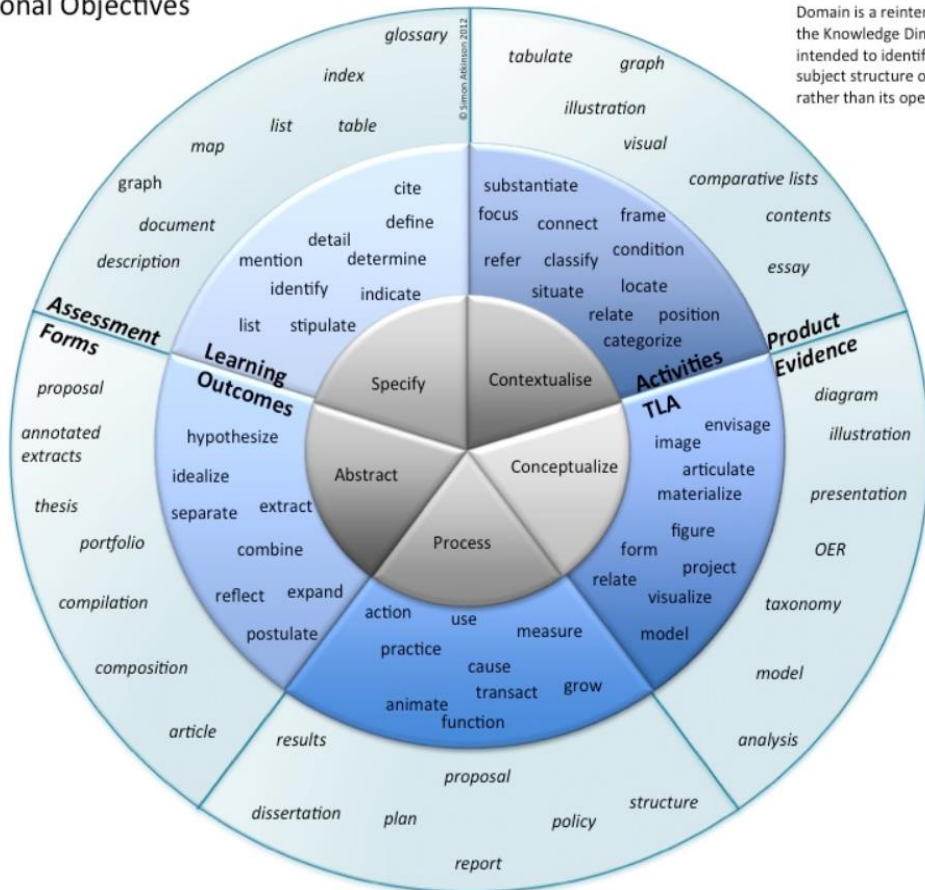 onal Objectives
Domain is a reinter
the Knowledge Din
intended to identif
subject structure o
rather than its ope
© Simon Atkinson 2012
glossary
index
list
table
map
graph
document
description
tabulate
graph
illustration
visual
comparative lists
contents
essay
cite
define
detail
mention
determine
identify
indicate
list
stipulate
substantiate
focus
connect
frame
refer
classify
condition
situate
locate
relate
position
categorize
Assessment
Forms
Learning
Outcomes
Activities
TLA
Product
Evidence
Specify
Contextualise
Abstract
Conceptualize
Process
proposal
annotated
extracts
thesis
portfolio
compilation
composition
article
hypothesize
idealize
separate
extract
combine
reflect
expand
postulate
envisage
image
articulate
materialize
figure
form
project
relate
visualize
model
diagram
illustration
presentation
OER
taxonomy
model
analysis
action
use
measure
practice
cause
transact
grow
animate
function
results
proposal
dissertation
plan
policy
structure
report